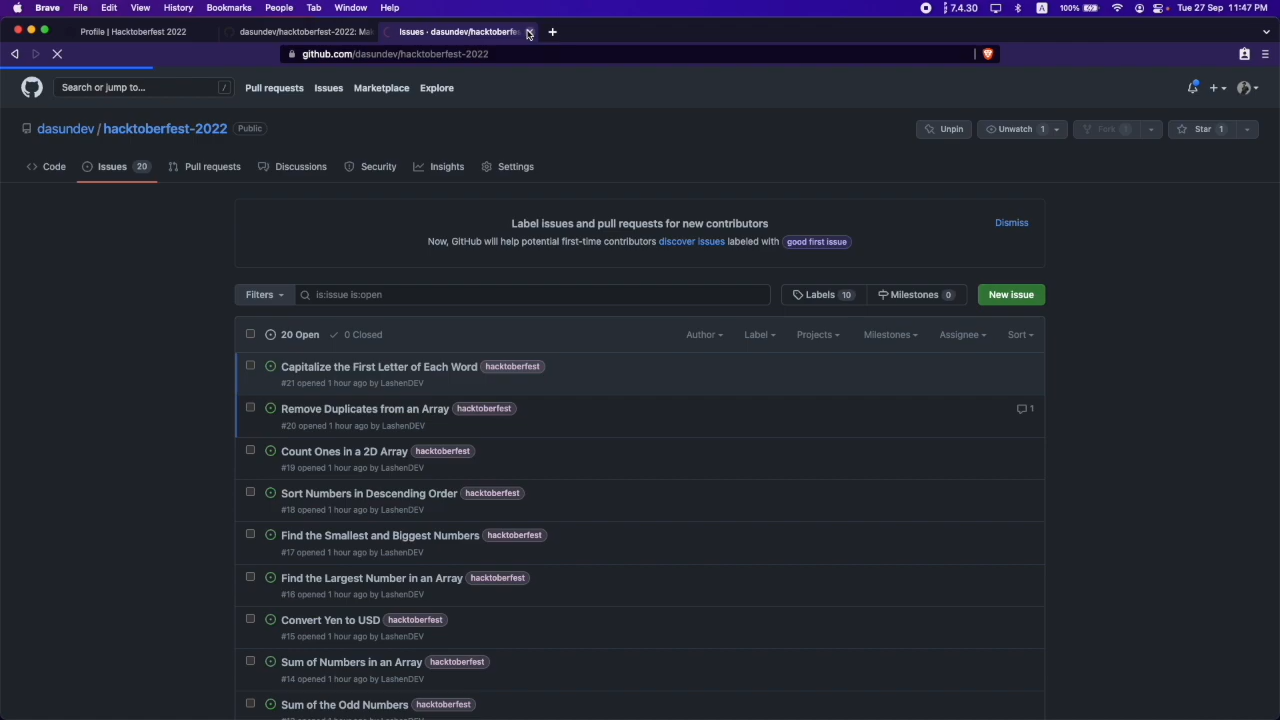 Brave File Edit View History Bookmarks People Tab Window Help 7.4.30 A 100% Tue 27 Sep 11:47 PM
Profile | Hacktoberfest 2022 dasundev/hacktoberfest-2022: Ma Issues · dasundev/hacktoberfes
github.com/dasundev/hacktoberfest-2022
Search or jump to... / Pull requests Issues Marketplace Explore
dasundev / hacktoberfest-2022 Public Unpin Unwatch 1 Fork 1 Star 1
Code Issues 20 Pull requests Discussions Security Insights Settings
Label issues and pull requests for new contributors Dismiss
Now, GitHub will help potential first-time contributors discover issues labeled with good first issue
Filters is:issue is:open Labels 10 Milestones 0 New issue
20 Open 0 Closed Author Label Projects Milestones Assignee Sort
Capitalize the First Letter of Each Word hacktoberfest
#21 opened 1 hour ago by LashenDEV
Remove Duplicates from an Array hacktoberfest 1
#20 opened 1 hour ago by LashenDEV
Count Ones in a 2D Array hacktoberfest
#19 opened 1 hour ago by LashenDEV
Sort Numbers in Descending Order hacktoberfest
#18 opened 1 hour ago by LashenDEV
Find the Smallest and Biggest Numbers hacktoberfest
#17 opened 1 hour ago by LashenDEV
Find the Largest Number in an Array hacktoberfest
#16 opened 1 hour ago by LashenDEV
Convert Yen to USD hacktoberfest
#15 opened 1 hour ago by LashenDEV
Sum of Numbers in an Array hacktoberfest
#14 opened 1 hour ago by LashenDEV
Sum of the Odd Numbers hacktoberfest